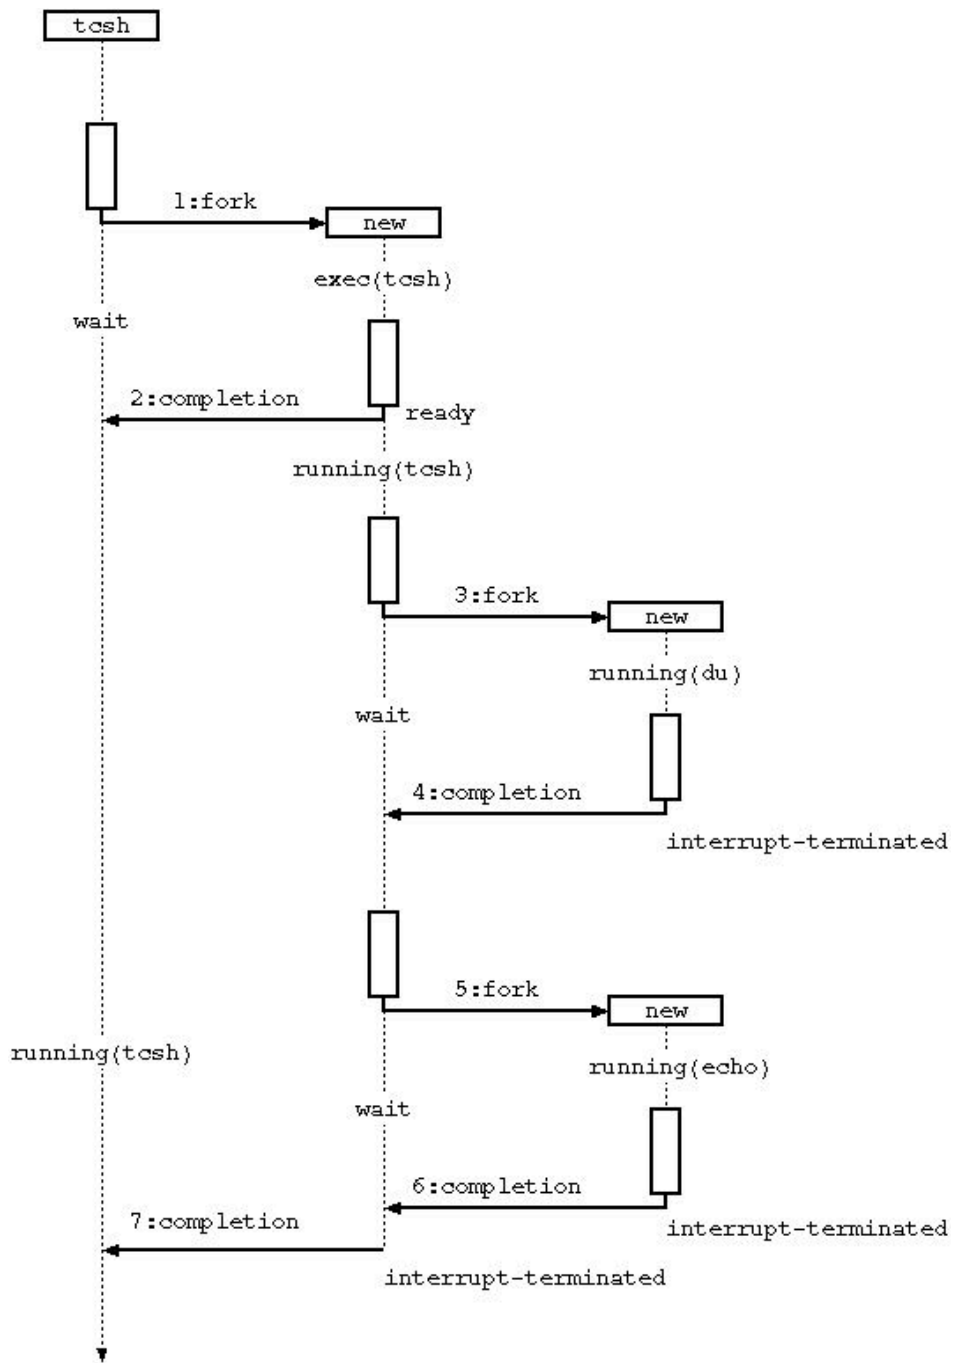 tcsh
1:fork
new
exec(tcsh)
wait
2:completion
ready
running(tcsh)
3:fork
new
running(du)
wait
4:completion
interrupt-terminated
5:fork
new
running(tcsh)
running(echo)
wait
6:completion
7:completion
interrupt-terminated
interrupt-terminated